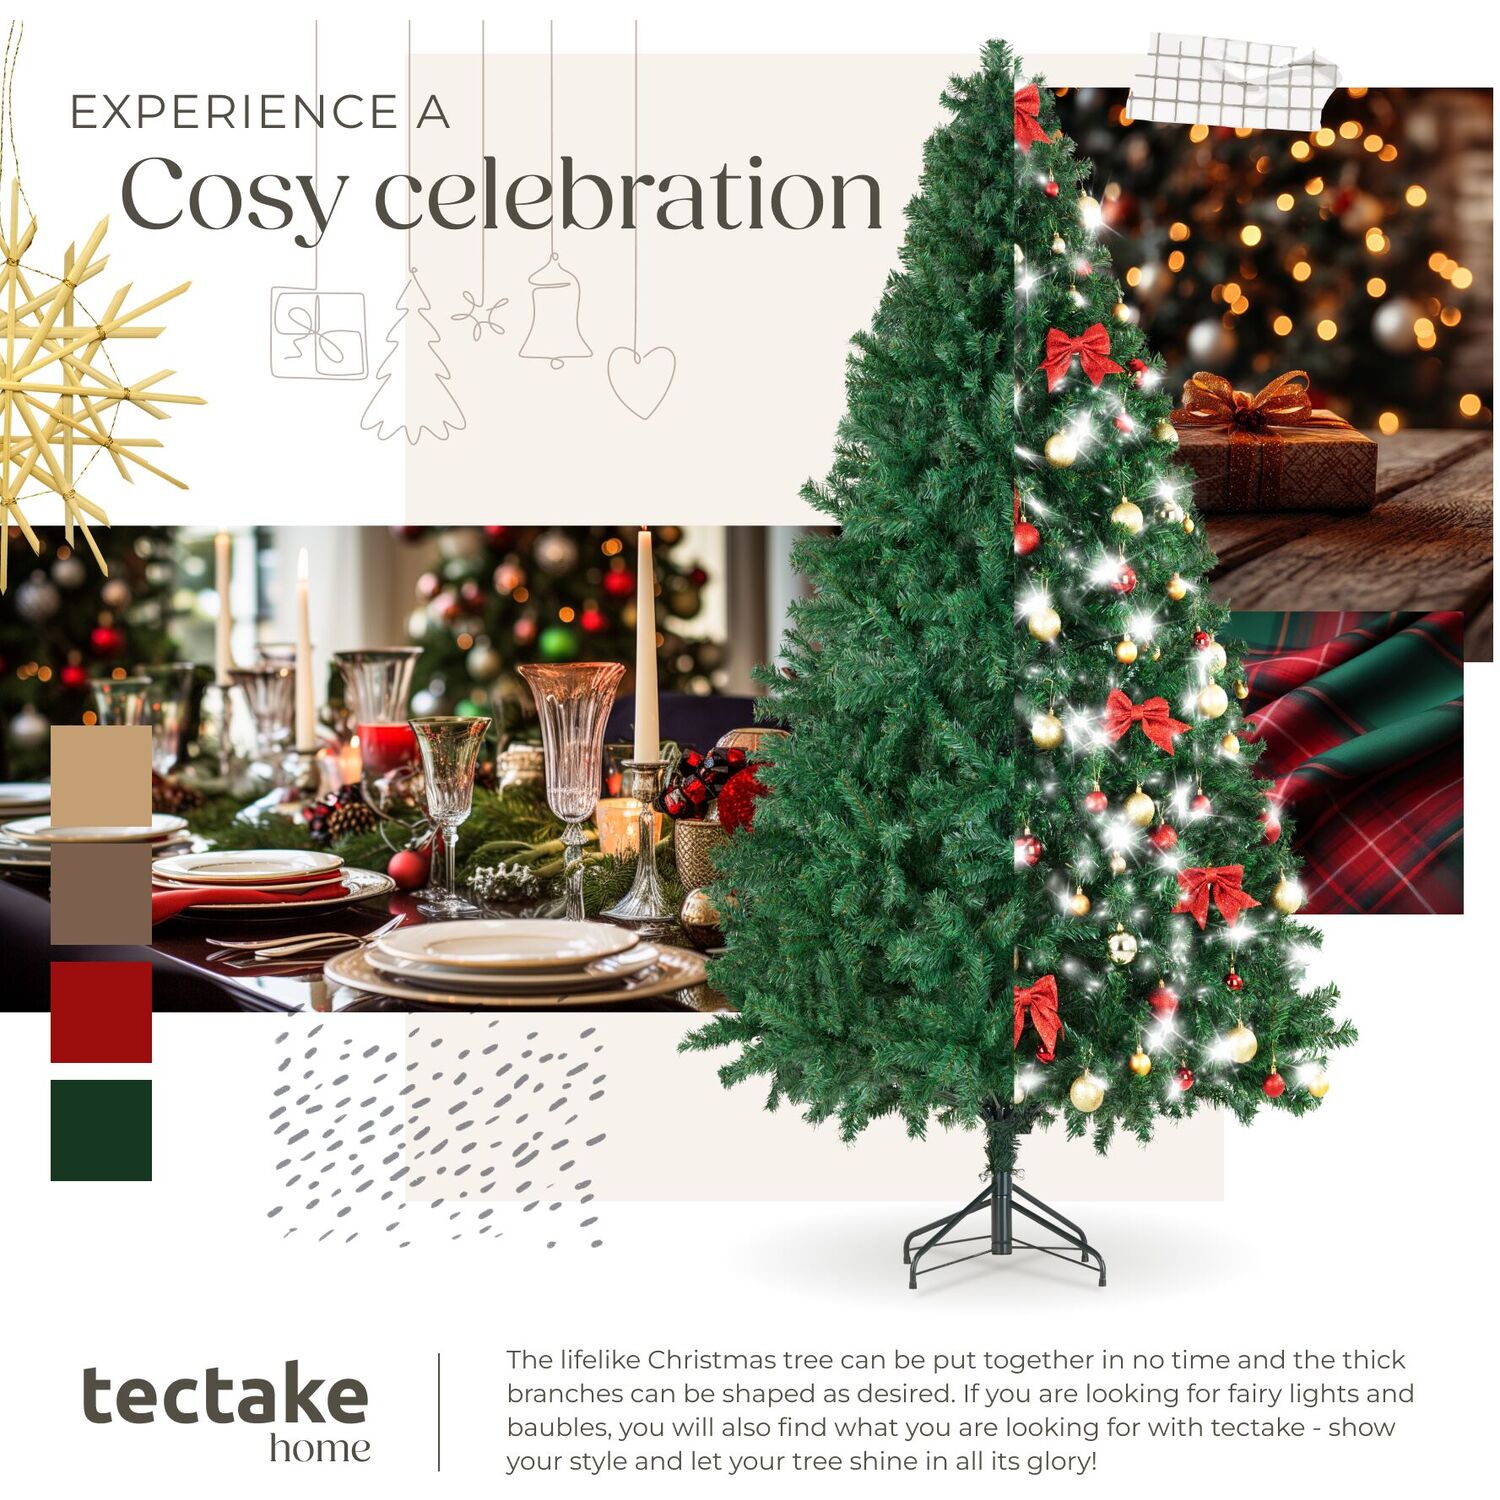 EXPERIENCE A
Cosy celebration
tectake
home
The lifelike Christmas tree can be put together in no time and the thick
branches can be shaped as desired. If you are looking for fairy lights and
baubles, you will also find what you are looking for with tectake - show
your style and let your tree shine in all its glory!